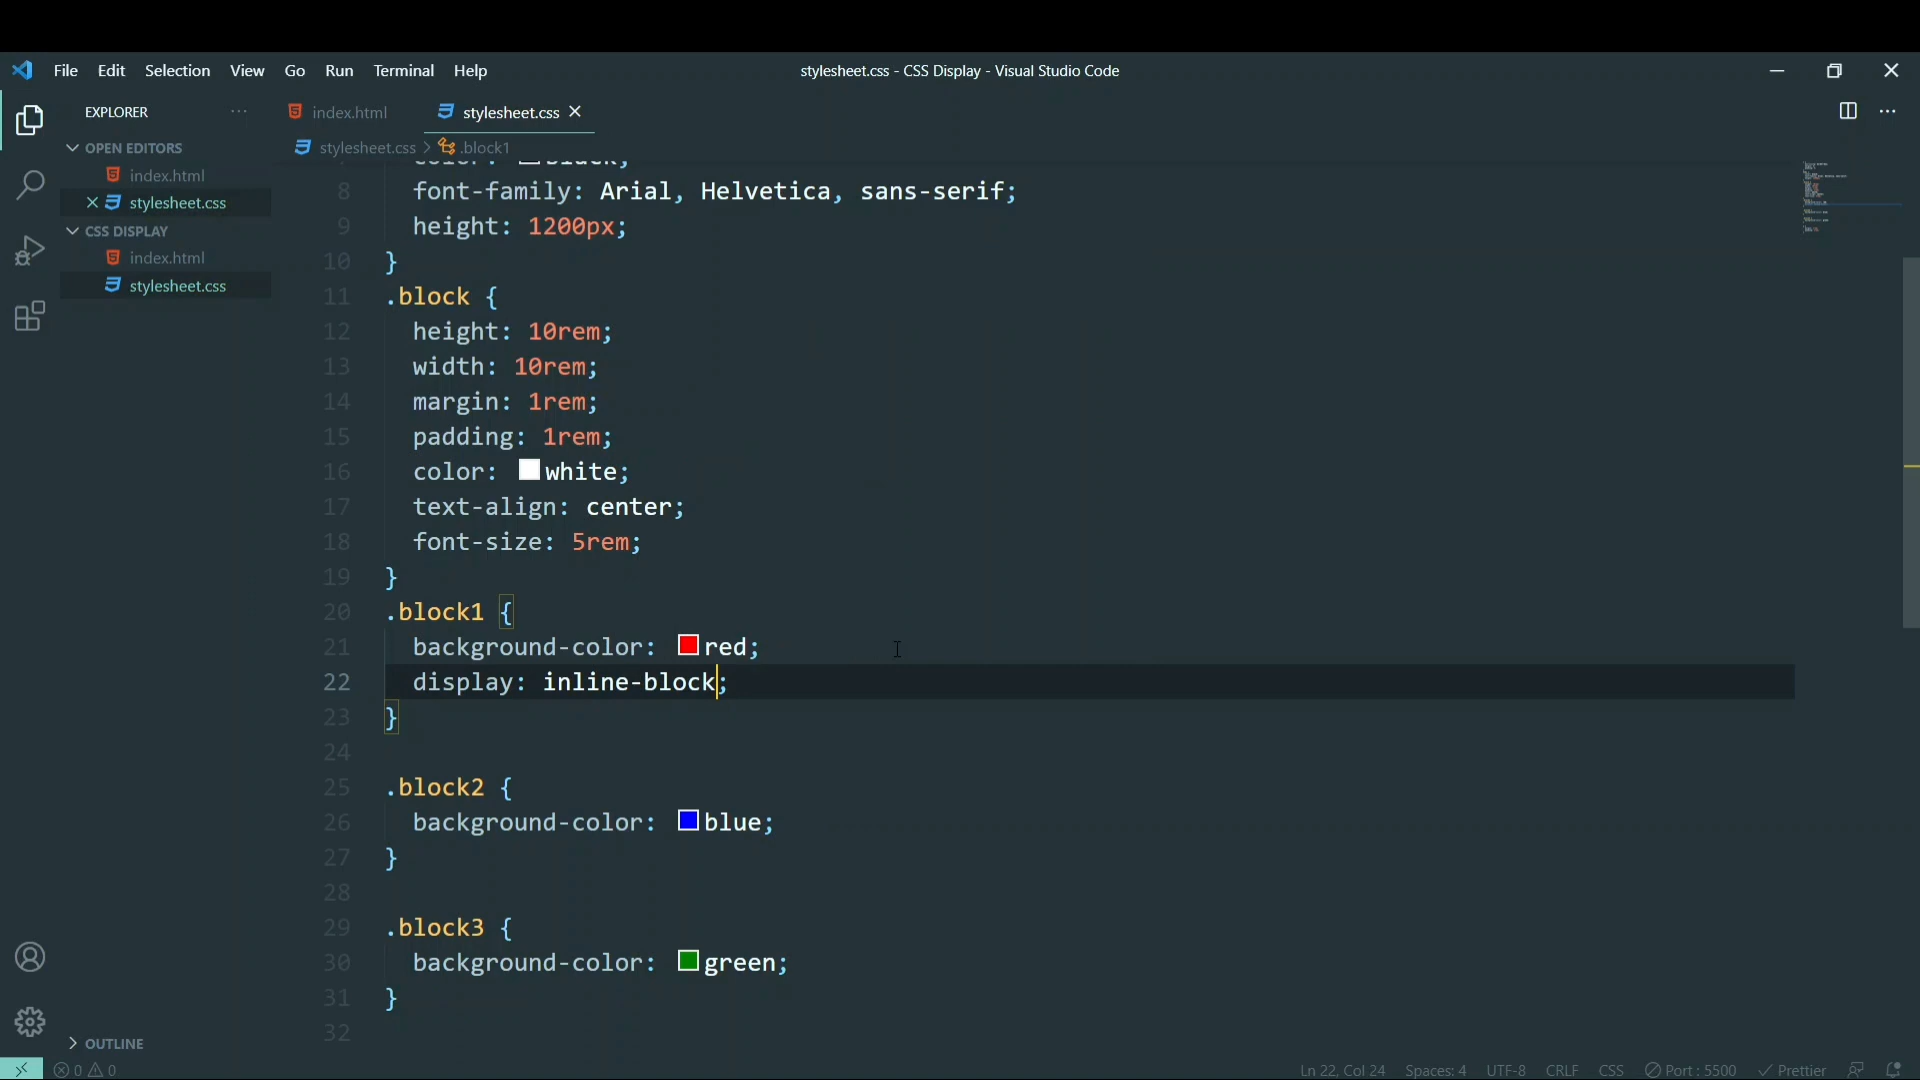 File Edit Selection View Go Run Terminal Help
stylesheet.css - CSS Display - Visual Studio Code
EXPLORER
OPEN EDITORS
index.html
stylesheet.css
CSS DISPLAY
index.html
stylesheet.css
OUTLINE
index.html stylesheet.css
stylesheet.css > .block1
8 font-family: Arial, Helvetica, sans-serif;
9 height: 1200px;
10 }
11 .block {
12 height: 10rem;
13 width: 10rem;
14 margin: 1rem;
15 padding: 1rem;
16 color: white;
17 text-align: center;
18 font-size: 5rem;
19 }
20 .block1 {
21 background-color: red;
22 display: inline-block;
23 }
24
25 .block2 {
26 background-color: blue;
27 }
28
29 .block3 {
30 background-color: green;
31 }
32
0 0 Ln 22, Col 24 Spaces: 4 UTF-8 CRLF CSS Port : 5500 Prettier